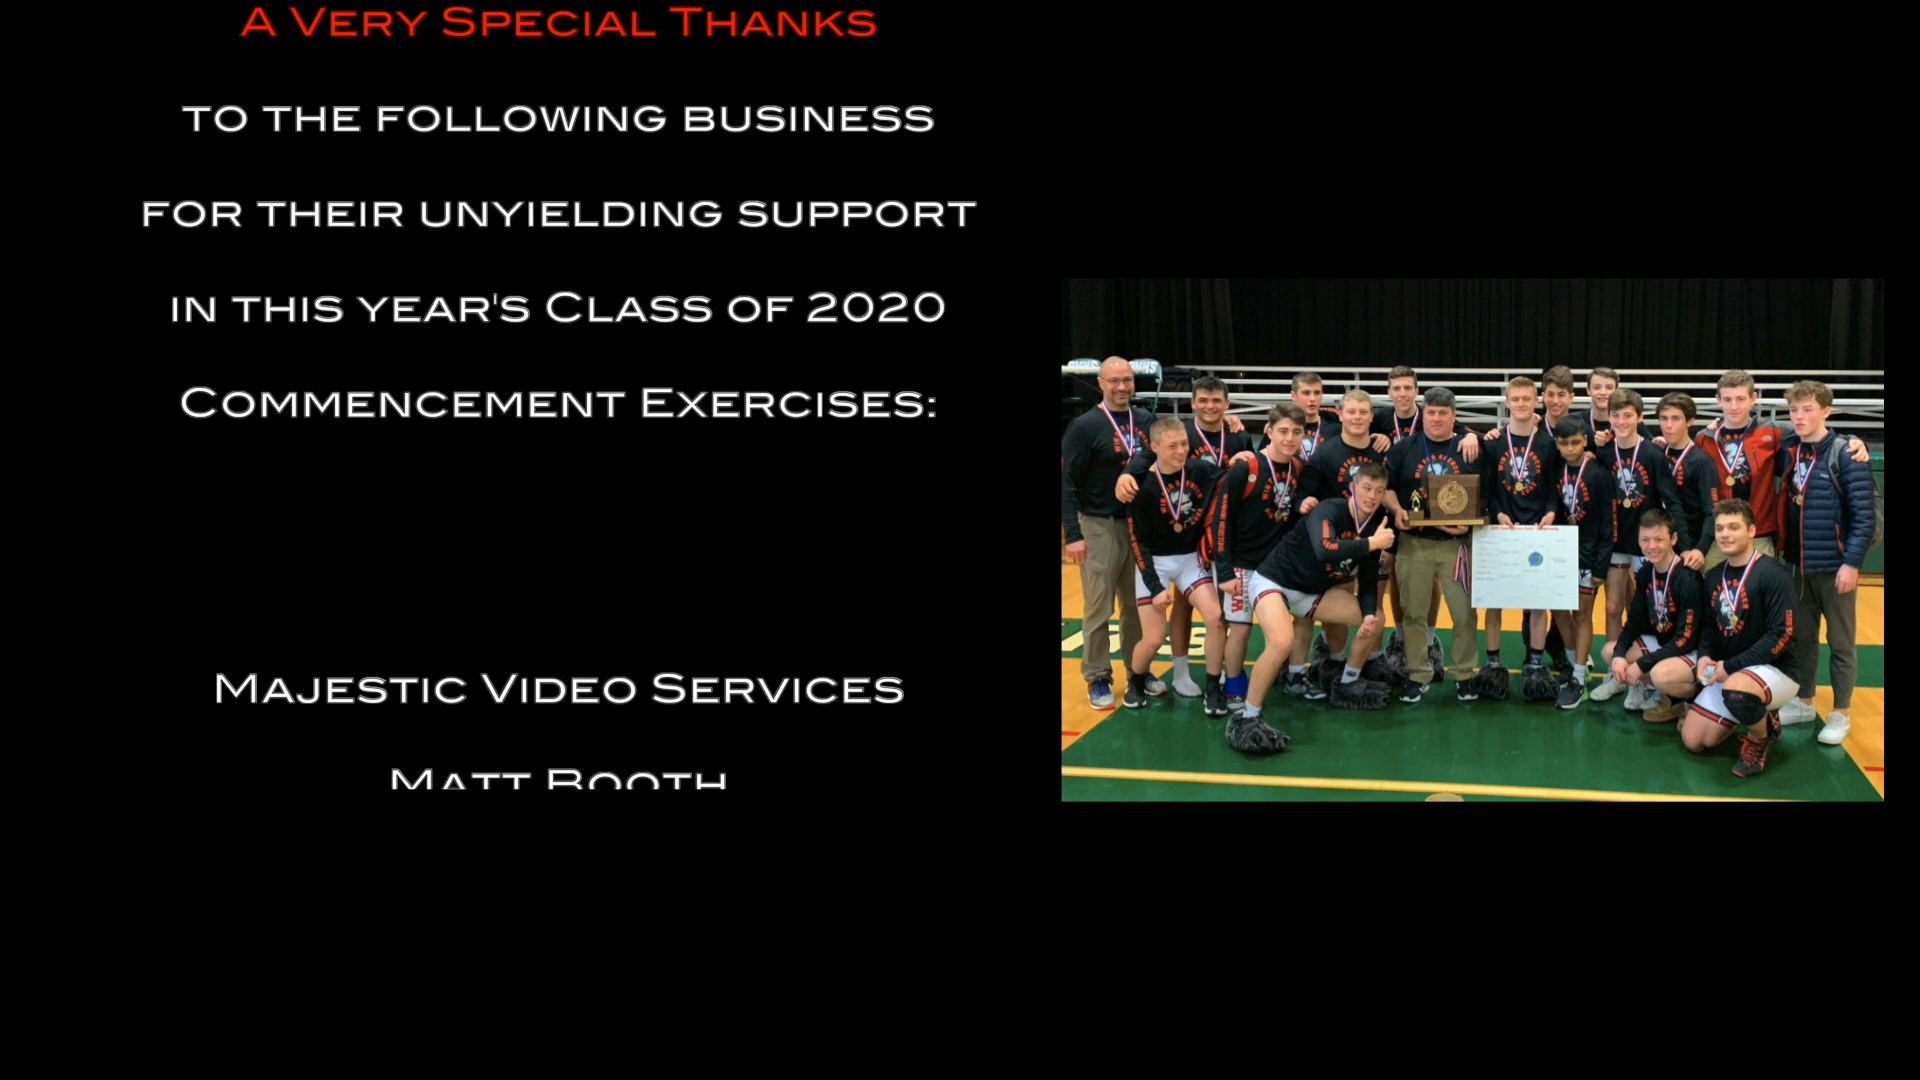 A Very Special Thanks
to the following business
for their unyielding support
in this year's Class of 2020
Commencement Exercises:
Majestic Video Services
Matt Booth